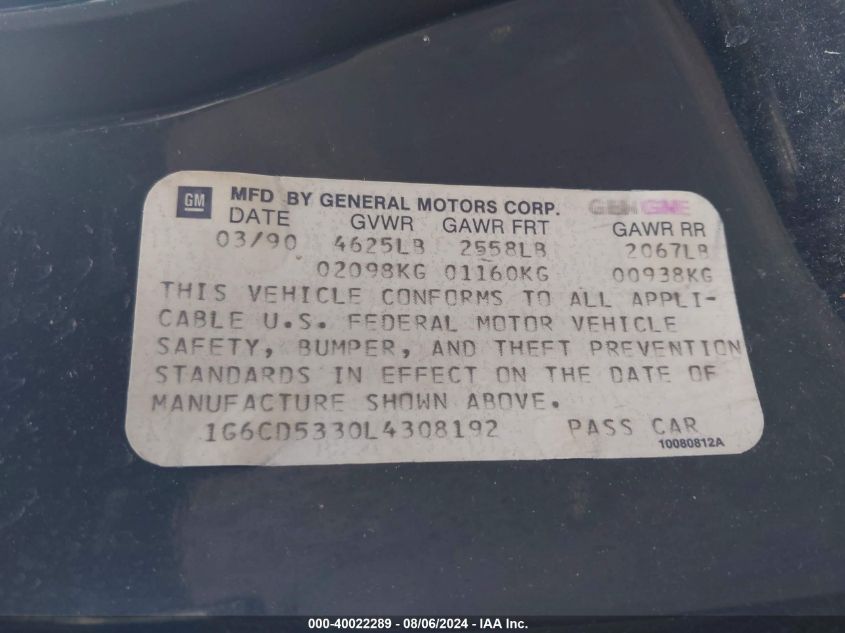 GM MFD BY GENERAL MOTORS CORP.
DATE GVWR GAWR FRT GAWR RR
03/90 4625LB 2558LB 2067LB
02098KG 01160KG 00938KG
THIS VEHICLE CONFORMS TO ALL APPLI-
CABLE U.S. FEDERAL MOTOR VEHICLE
SAFETY, BUMPER, AND THEFT PREVENTION
STANDARDS IN EFFECT ON THE DATE OF
MANUFACTURE SHOWN ABOVE.
1G6CD5330L4308192 PASS CAR
10080812A
000-40022289 - 08/06/2024 - IAA Inc.